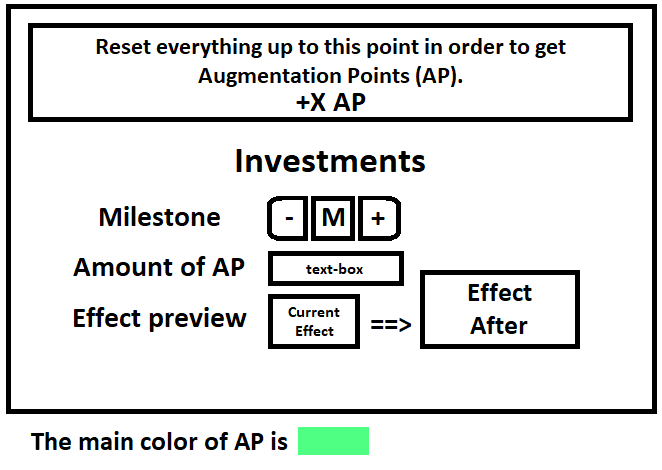 Reset everything up to this point in order to get
Augmentation Points (AP).
+X AP
Investments
Milestone - M +
Amount of AP text-box
Effect preview Current Effect ==> Effect After
The main color of AP is